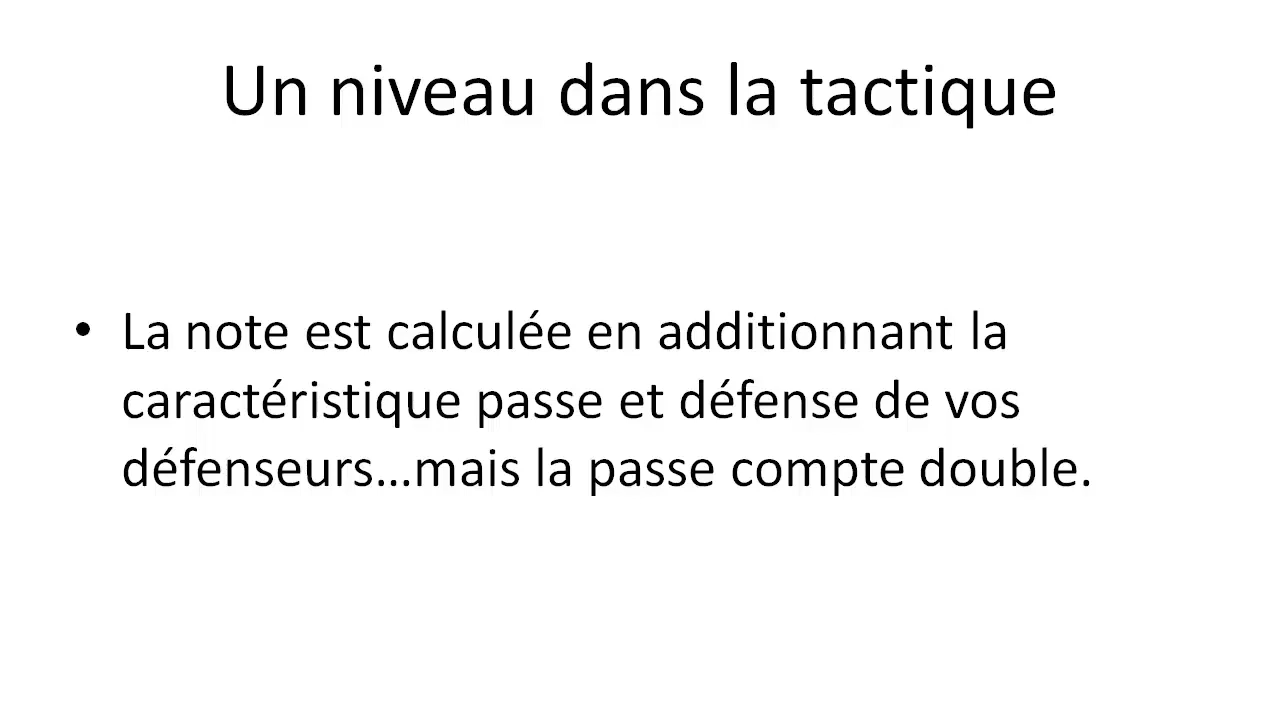 Un niveau dans la tactique
• La note est calculée en additionnant la
caractéristique passe et défense de vos
défenseurs...mais la passe compte double.